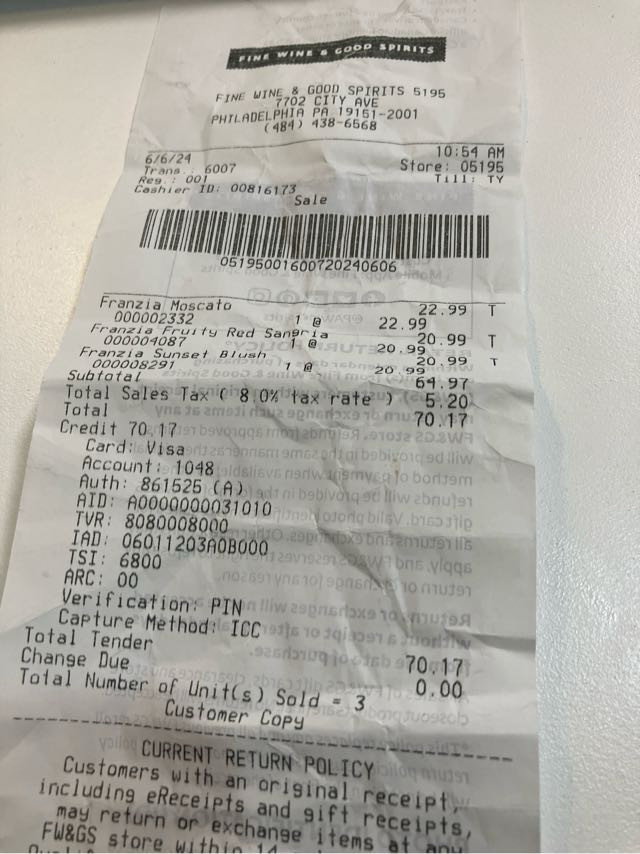 FINE WINE & GOOD SPIRITS
FINE WINE & GOOD SPIRITS 5195
7702 CITY AVE
PHILADELPHIA PA 19151-2001
(484) 438-6568
6/6/24 10:54 AM
Trans.: 6007 Store: 05195
Reg.: 001 Till: TY
Cashier ID: 00816173
Sale
05195001600720240606
Franzia Moscato 22.99 T
000002332 1 @ 22.99
Franzia Fruity Red Sangria 20.99 T
000004087 1 @ 20.99
Franzia Sunset Blush 20.99 T
000008291 1 @ 20.99
Subtotal 64.97
Total Sales Tax ( 8.0% tax rate ) 5.20
Total 70.17
Credit 70.17
Card: Visa
Account: 1048
Auth: 861525 (A)
AID: A0000000031010
TVR: 8080008000
IAD: 06011203A0B000
TSI: 6800
ARC: 00
Verification: PIN
Capture Method: ICC
Total Tender 70.17
Change Due 0.00
Total Number of Unit(s) Sold = 3
Customer Copy
CURRENT RETURN POLICY
Customers with an original receipt,
including eReceipts and gift receipts,
may return or exchange items at any
FW&GS store within 14